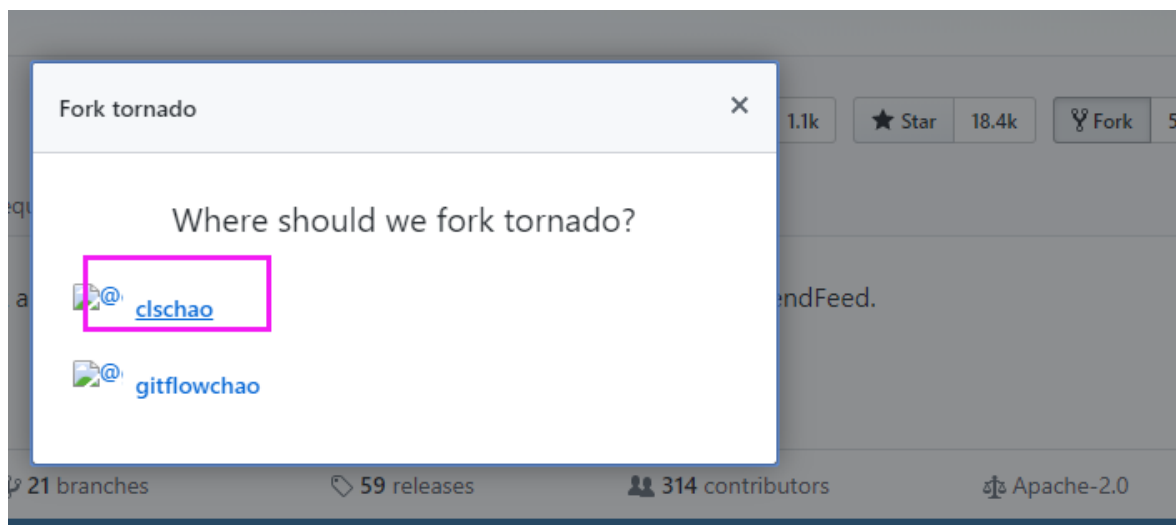 Fork tornado
1.1k Star 18.4k Fork 5
Where should we fork tornado?
a endFeed.
@ clschao
@ gitflowchao
21 branches 59 releases 314 contributors Apache-2.0